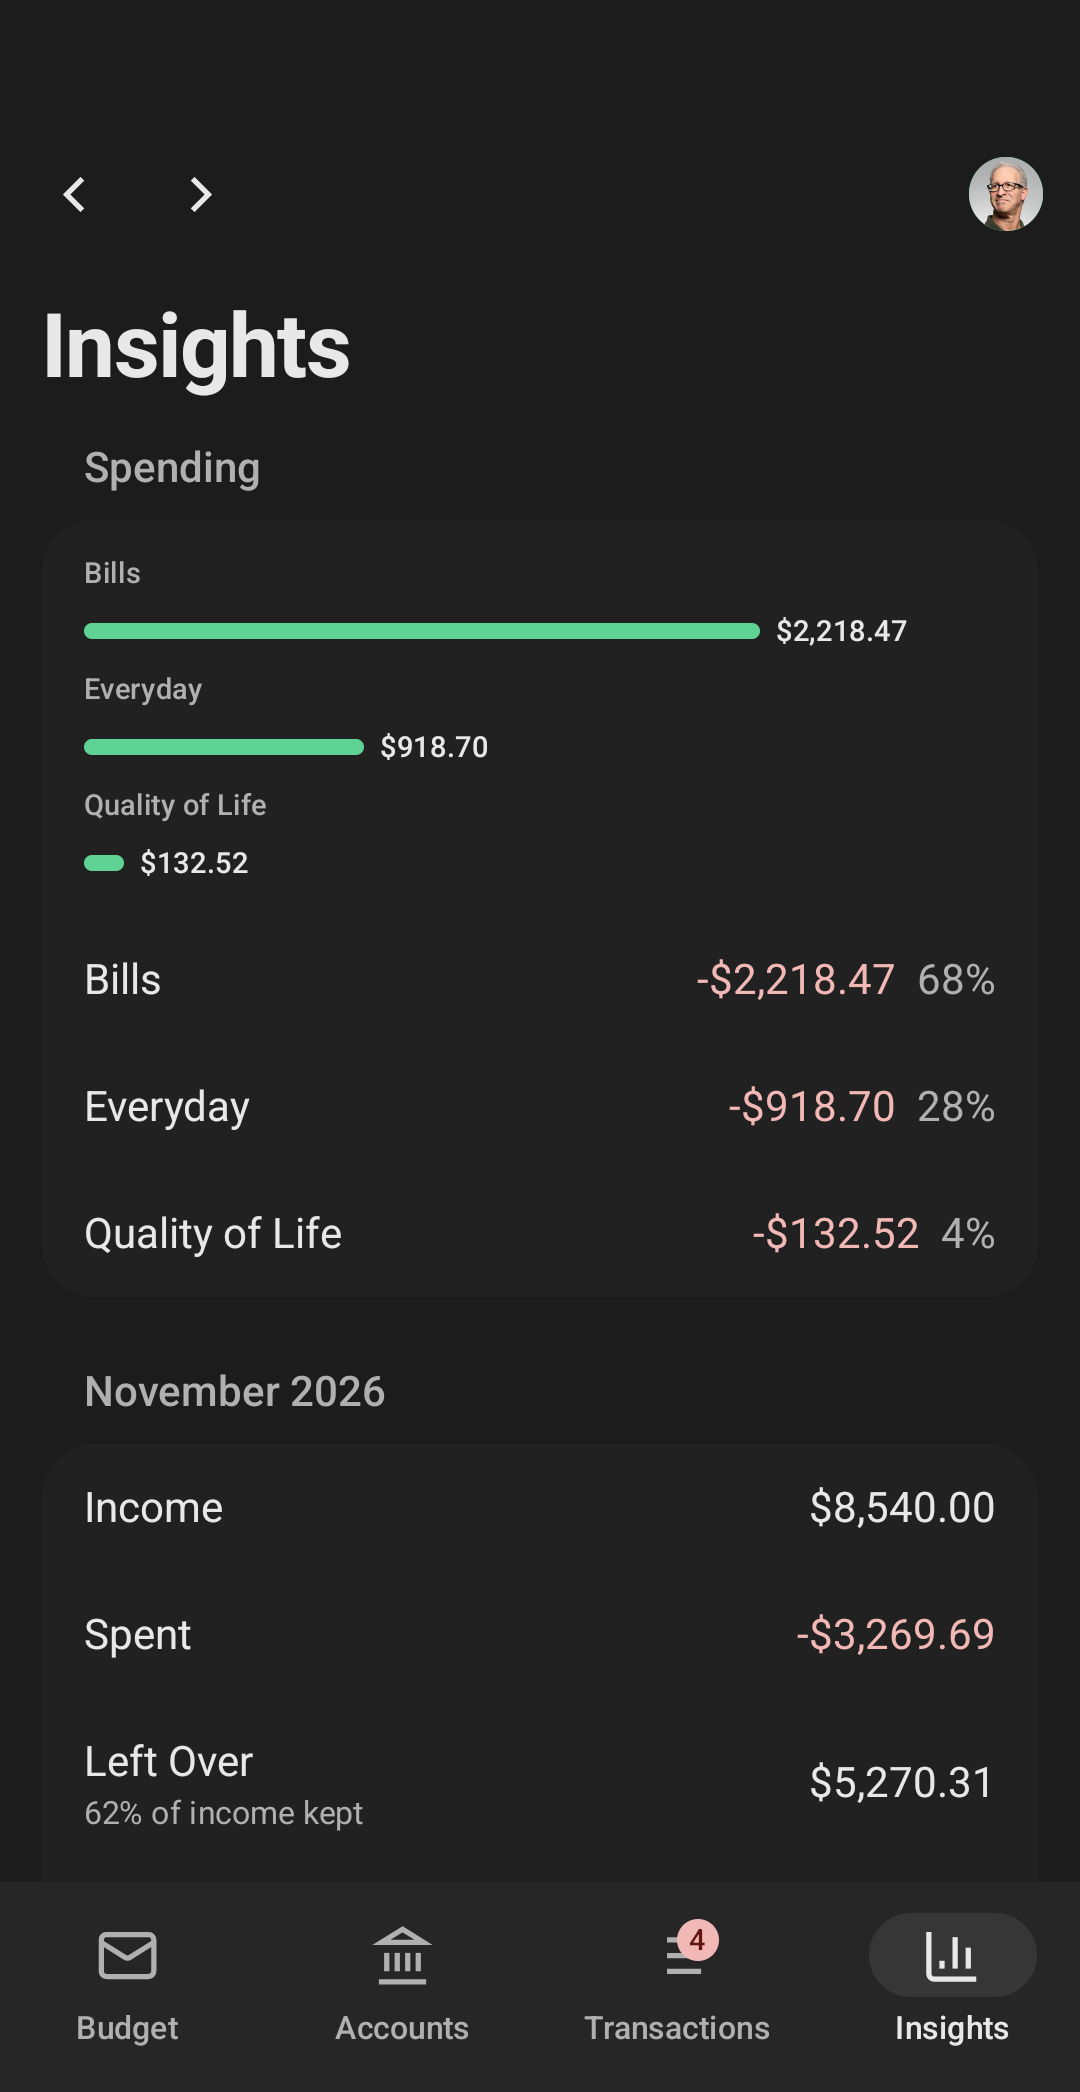 Insights
Spending
Bills
$2,218.47
Everyday
$918.70
Quality of Life
$132.52
Bills -$2,218.47 68%
Everyday -$918.70 28%
Quality of Life -$132.52 4%
November 2026
Income $8,540.00
Spent -$3,269.69
Left Over $5,270.31
62% of income kept
4
Budget Accounts Transactions Insights